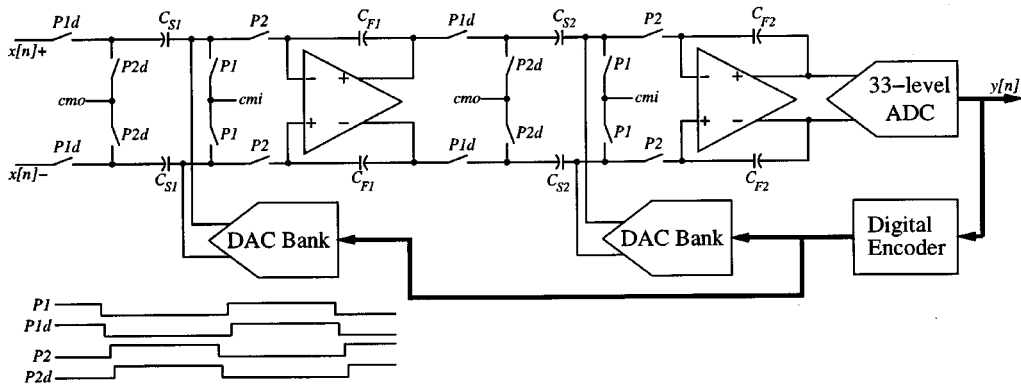 P1d C_S1 P2 C_F1 P1d C_S2 P2 C_F2
x[n]+
P2d P1 − + P2d P1 − + 33−level ADC y[n]
cmo cmi cmo cmi
P2d P1 + − P2d P1 + −
x[n]−
P1d C_S1 P2 C_F1 P1d C_S2 P2 C_F2
DAC Bank DAC Bank Digital Encoder
P1
P1d
P2
P2d